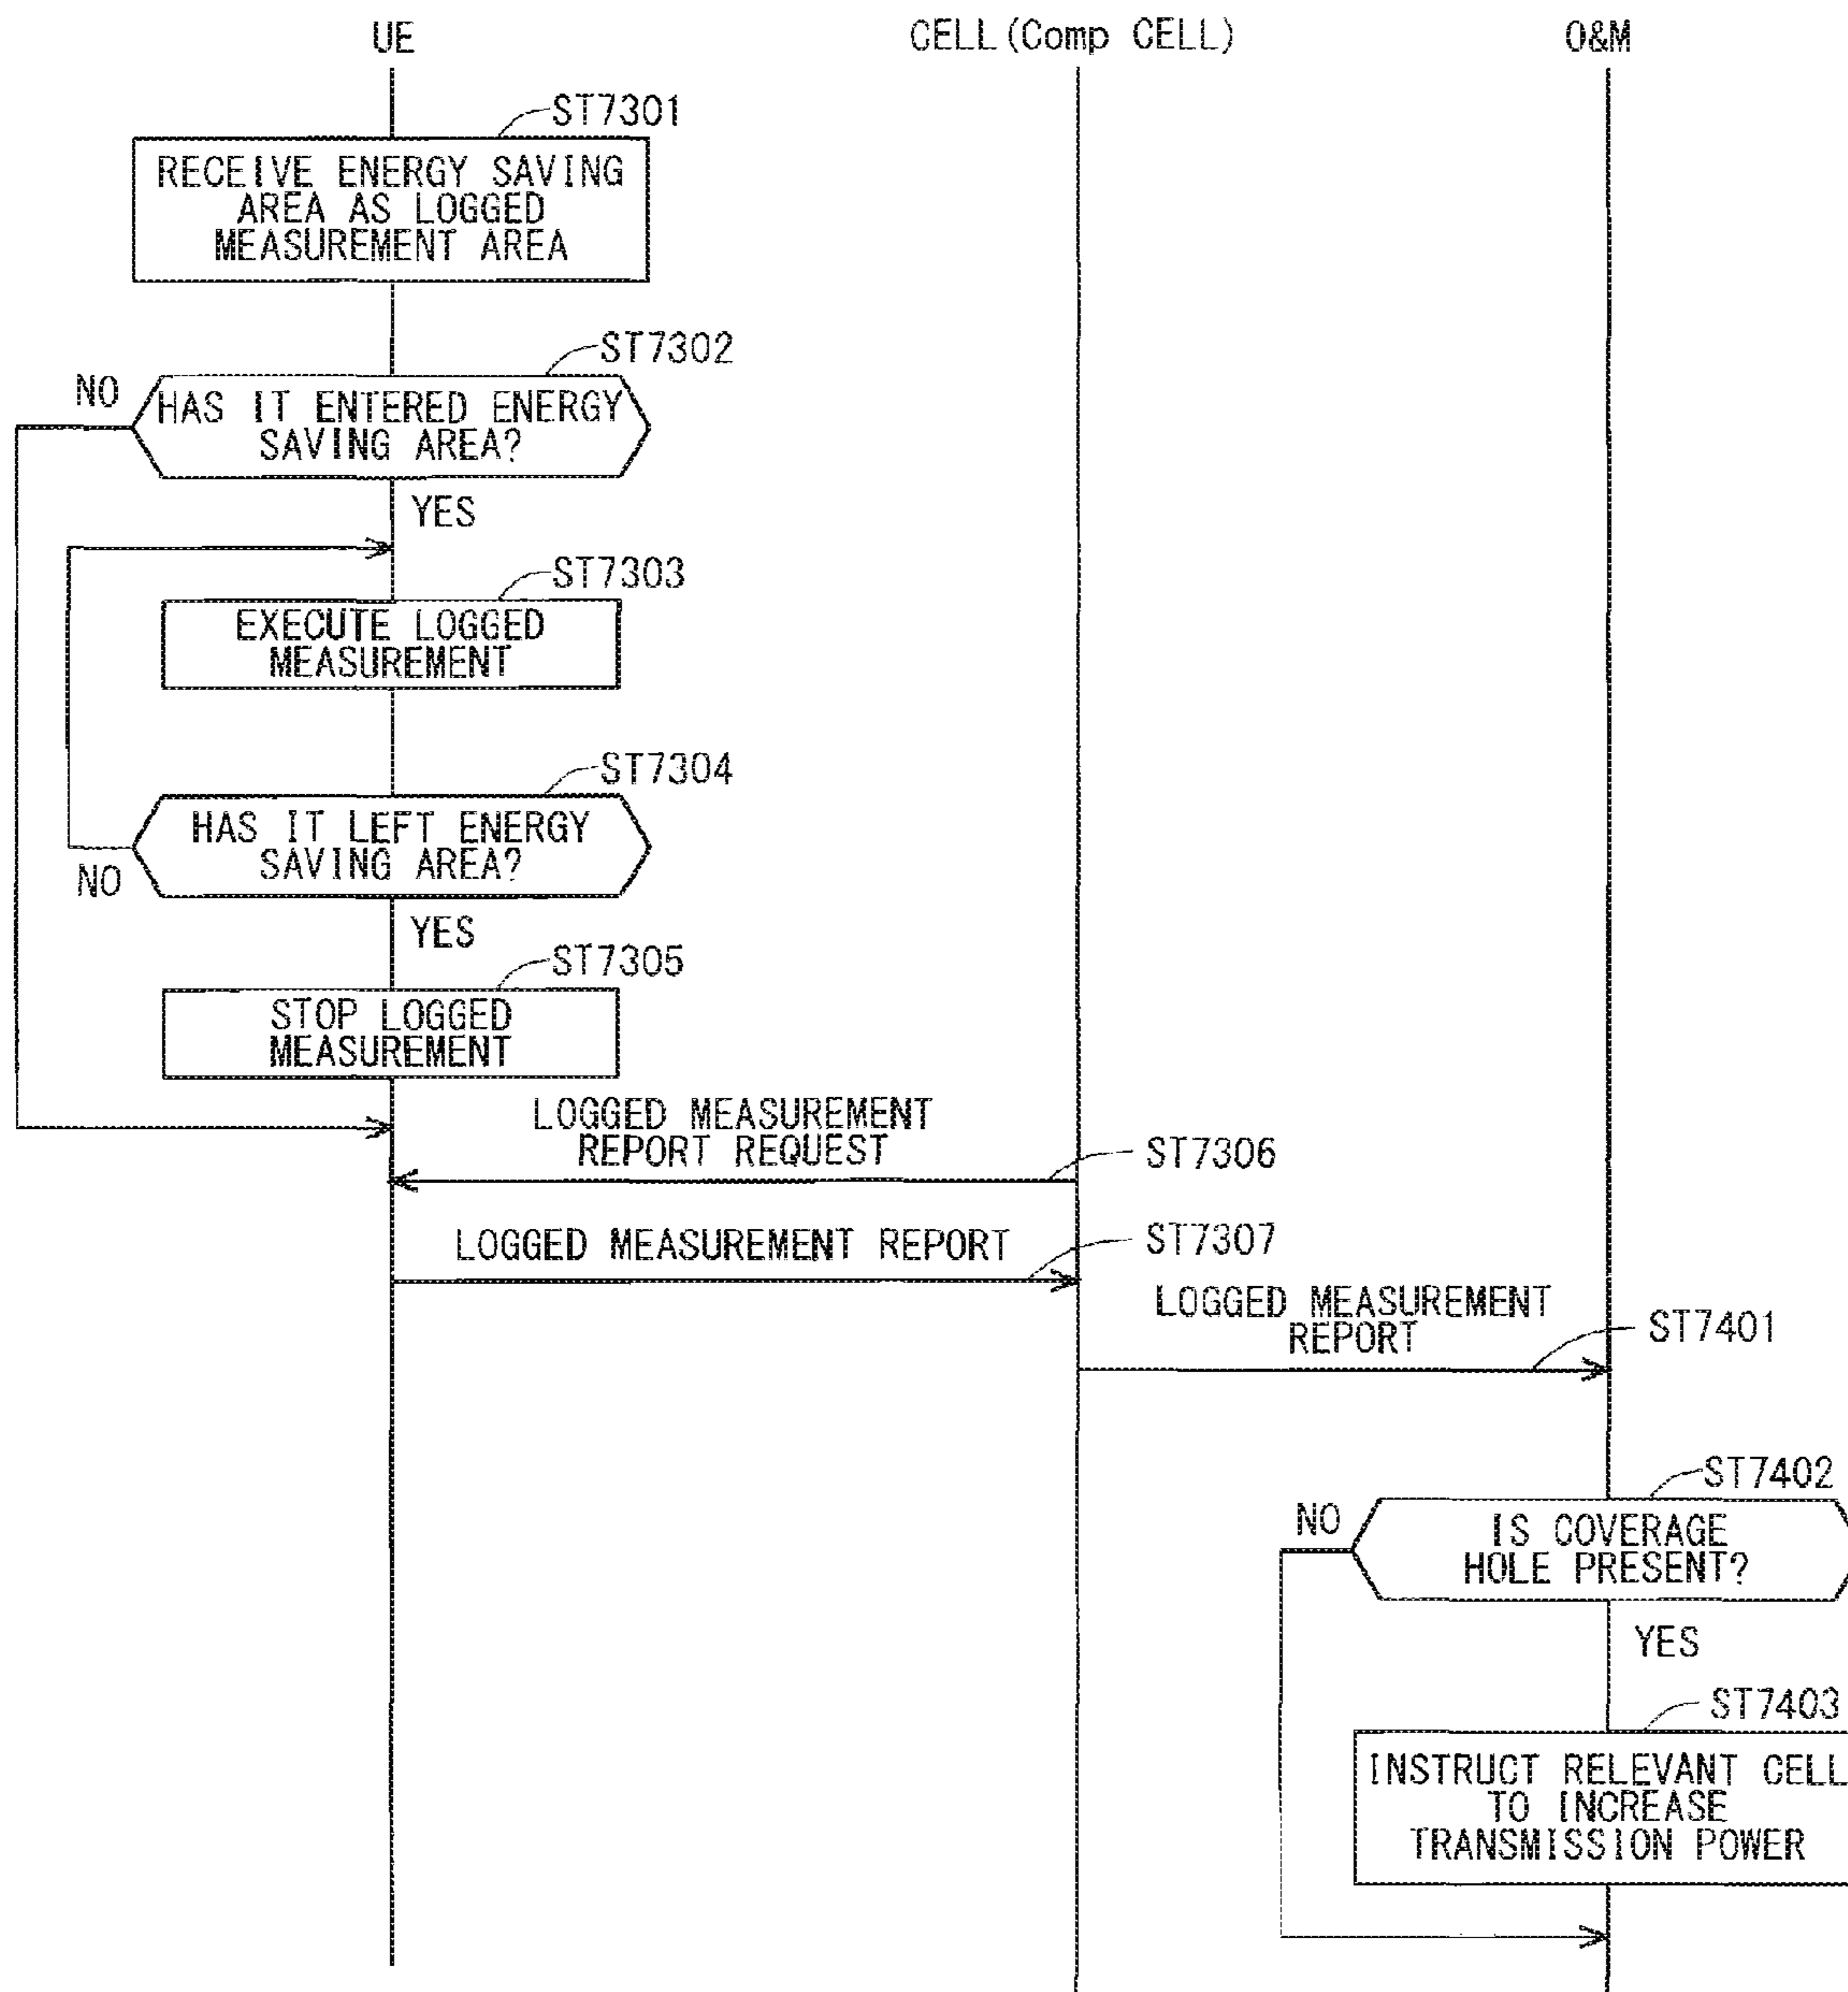 UE
CELL(Comp CELL)
O&M
ST7301
RECEIVE ENERGY SAVING
AREA AS LOGGED
MEASUREMENT AREA
ST7302
NO
HAS IT ENTERED ENERGY
SAVING AREA?
YES
ST7303
EXECUTE LOGGED
MEASUREMENT
ST7304
HAS IT LEFT ENERGY
SAVING AREA?
NO
YES
ST7305
STOP LOGGED
MEASUREMENT
LOGGED MEASUREMENT
REPORT REQUEST
ST7306
LOGGED MEASUREMENT REPORT
ST7307
LOGGED MEASUREMENT
REPORT
ST7401
ST7402
NO
IS COVERAGE
HOLE PRESENT?
YES
ST7403
INSTRUCT RELEVANT CELL
TO INCREASE
TRANSMISSION POWER